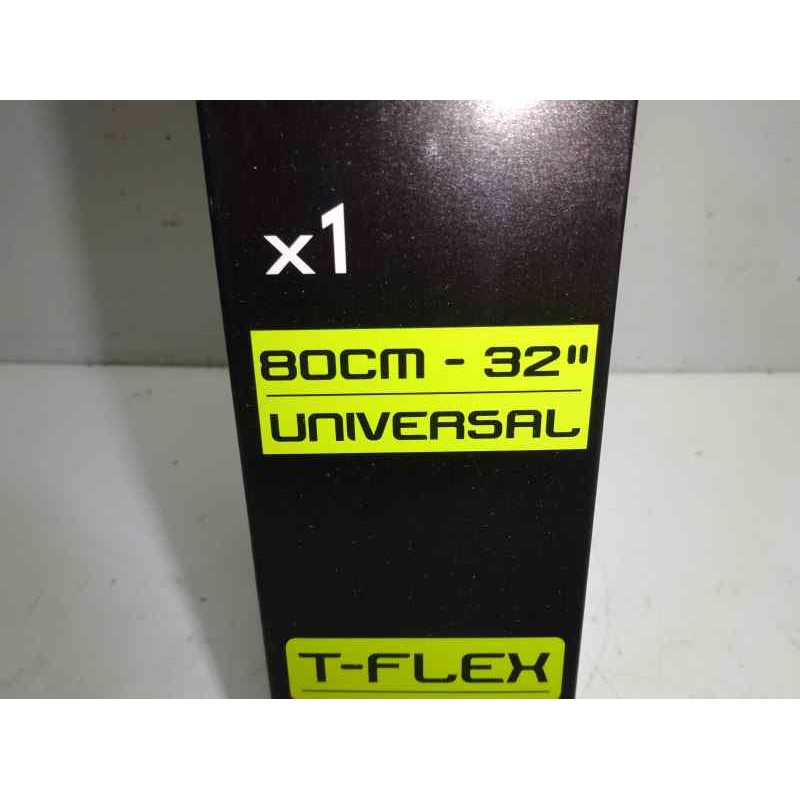 x1
80CM - 32"
UNIVERSAL
T-FLEX